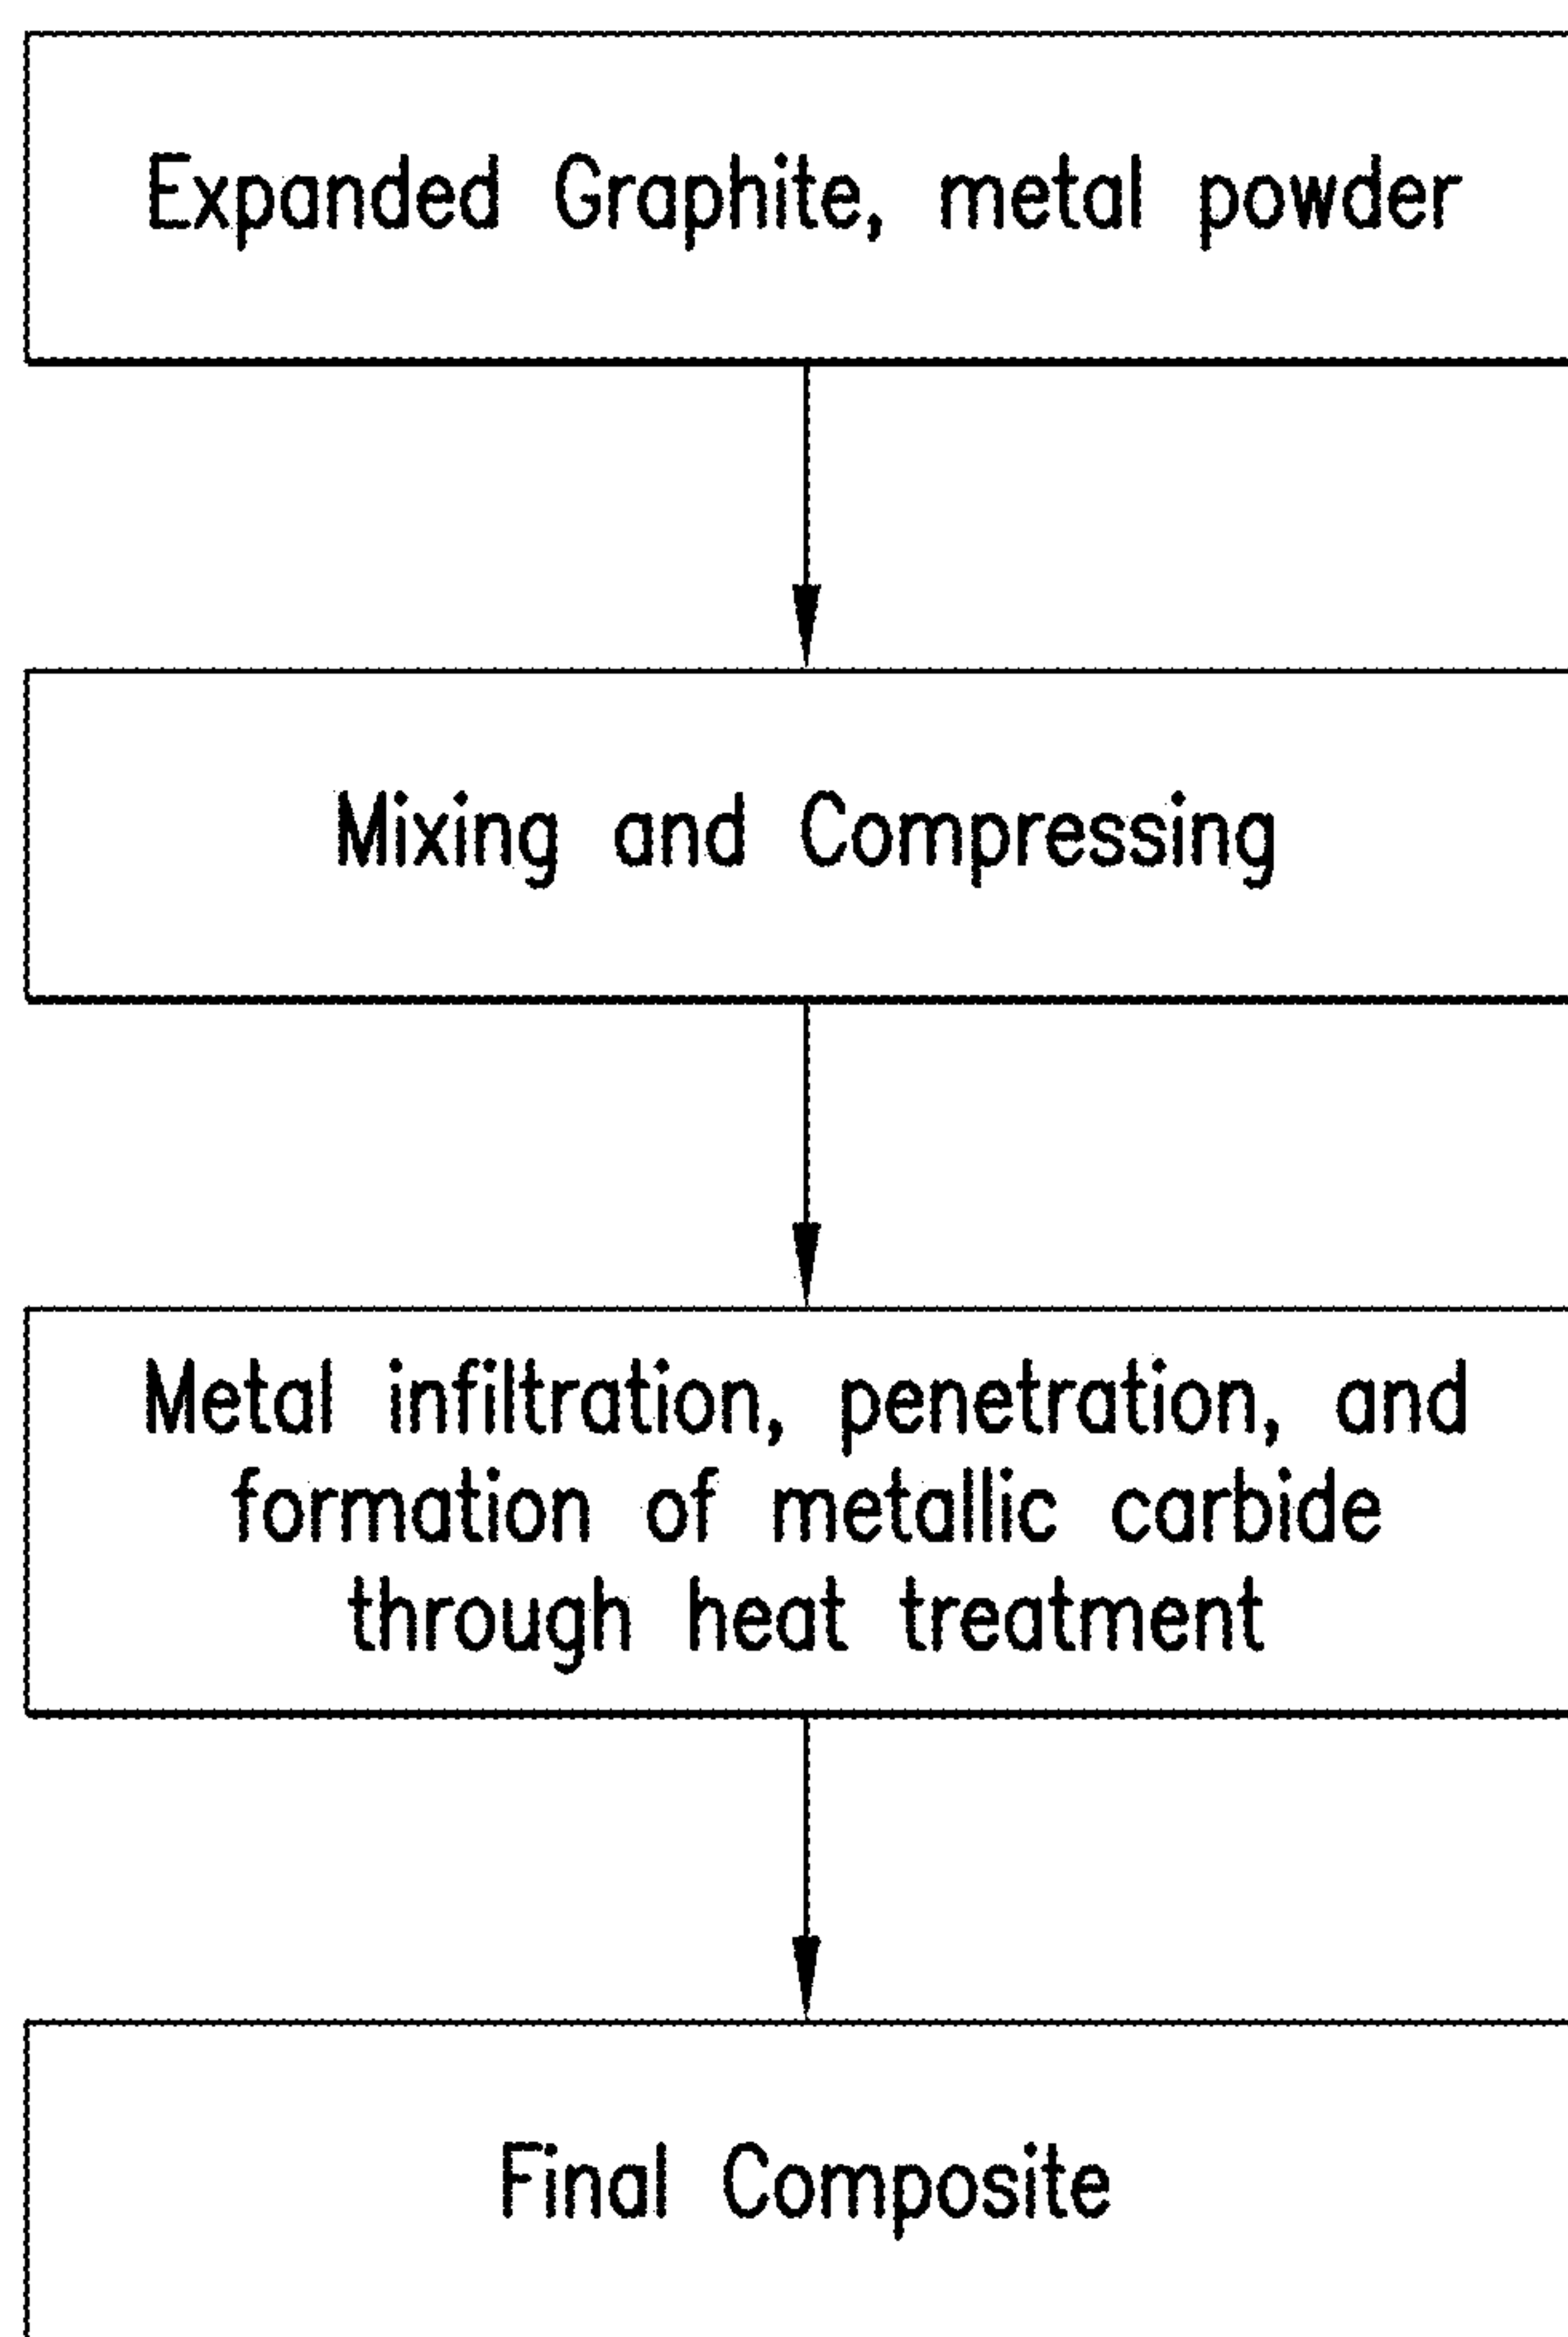 Expanded Graphite, metal powder
Mixing and Compressing
Metal infiltration, penetration, and
formation of metallic carbide
through heat treatment
Final Composite